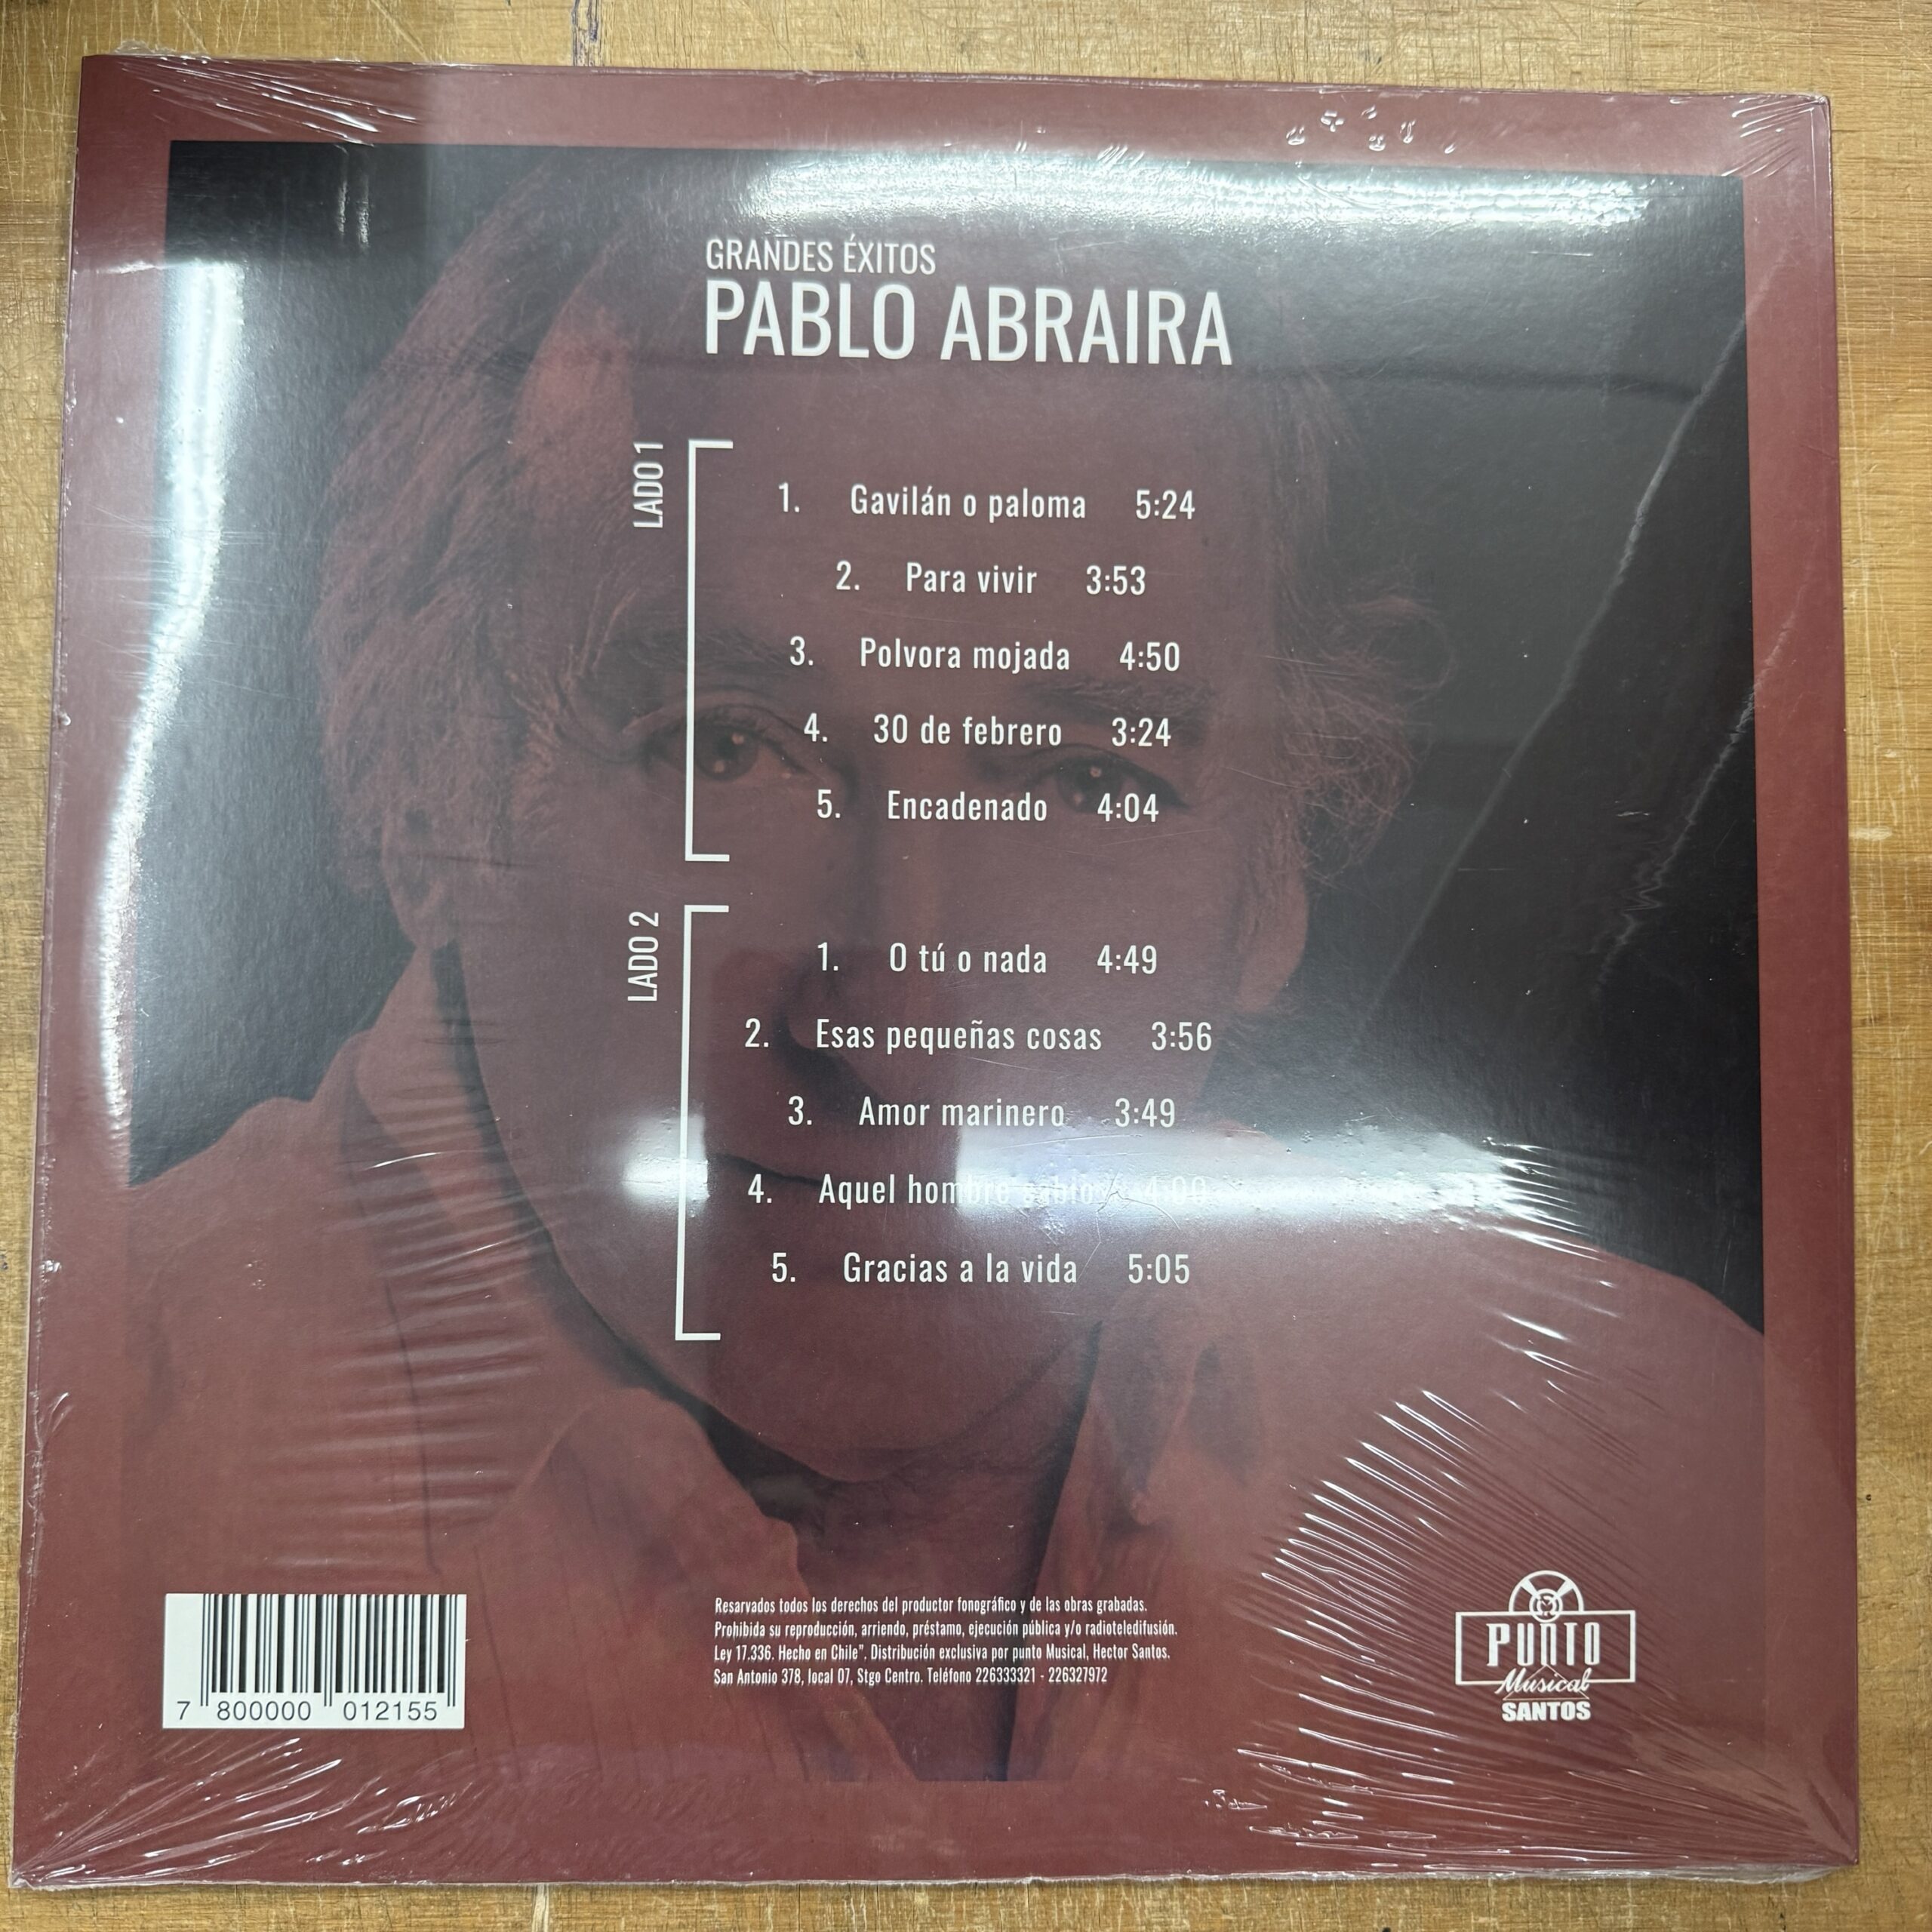 GRANDES ÉXITOS
PABLO ABRAIRA
LADO 1
1. Gavilán o paloma 5:24
2. Para vivir 3:53
3. Polvora mojada 4:50
4. 30 de febrero 3:24
5. Encadenado 4:04
LADO 2
1. O tú o nada 4:49
2. Esas pequeñas cosas 3:56
3. Amor marinero 3:49
4. Aquel hombre sabio 4:00
5. Gracias a la vida 5:05
7 800000 012155
Resarvados todos los derechos del productor fonográfico y de las obras grabadas.
Prohibida su reproducción, arriendo, préstamo, ejecución pública y/o radioteledifusión.
Ley 17.336. Hecho en Chile". Distribución exclusiva por punto Musical, Hector Santos.
San Antonio 378, local 07, Stgo Centro. Teléfono 226333321 - 226327972
PUNTO
Musical
SANTOS